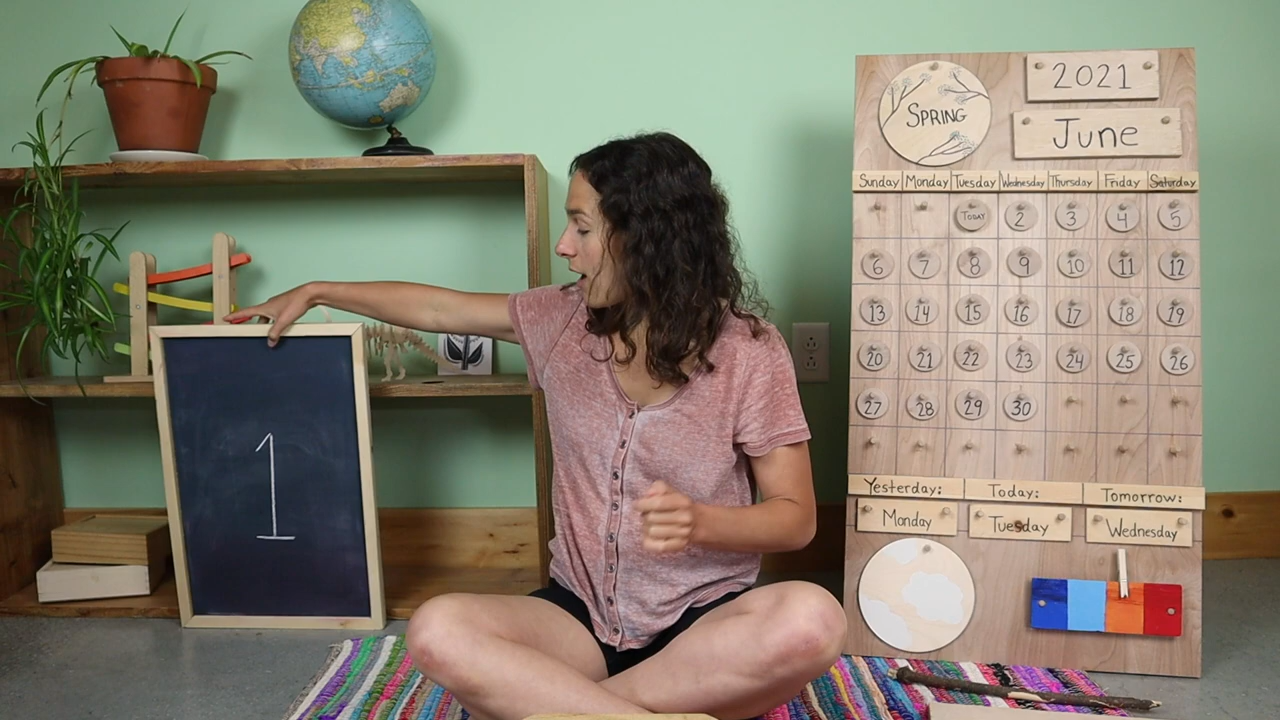 1
SPRING
2021
June
Sunday Monday Tuesday Wednesday Thursday Friday Saturday
TODAY 2 3 4 5
6 7 8 9 10 11 12
13 14 15 16 17 18 19
20 21 22 23 24 25 26
27 28 29 30
Yesterday: Today: Tomorrow:
Monday Tuesday Wednesday